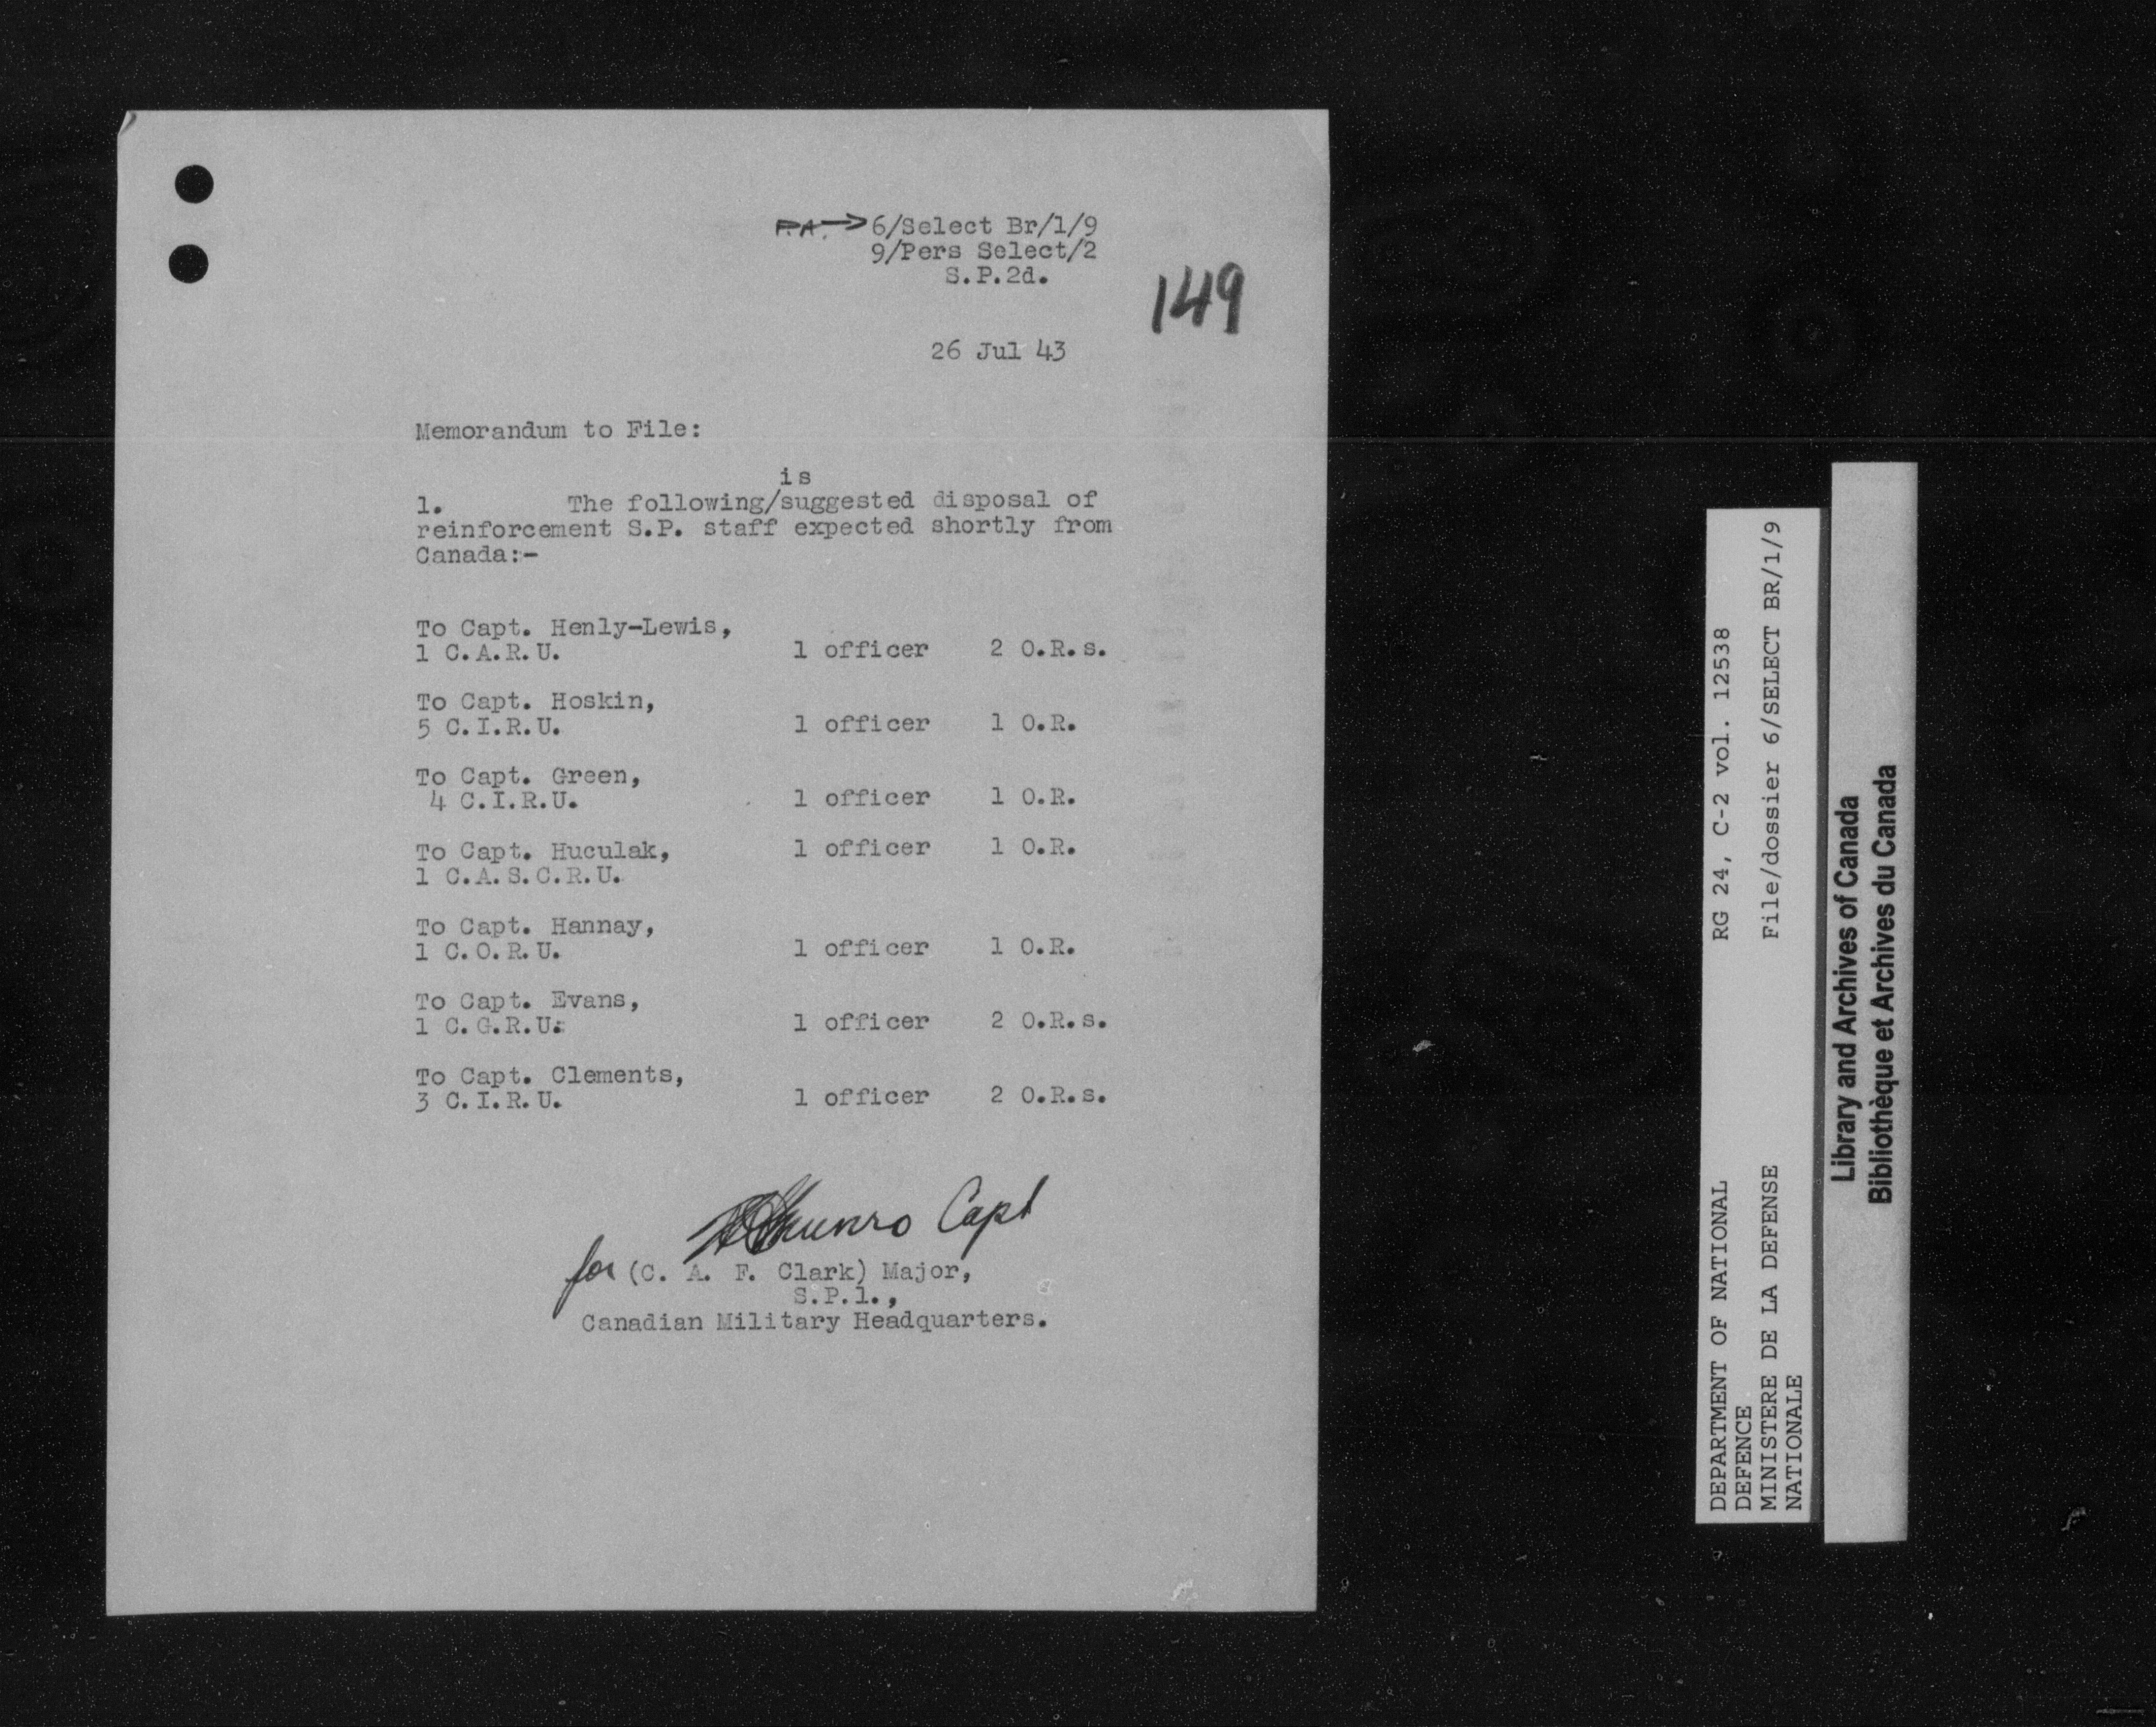 P.A. → 6/Select Br/1/9
9/Pers Select/2
S.P.2d.
149
26 Jul 43
Memorandum to File:
is
1. The following/suggested disposal of
reinforcement S.P. staff expected shortly from
Canada:-
To Capt. Henly-Lewis,
1 C.A.R.U. 1 officer 2 O.R.s.
To Capt. Hoskin,
5 C.I.R.U. 1 officer 1 O.R.
To Capt. Green,
4 C.I.R.U. 1 officer 1 O.R.
To Capt. Huculak, 1 officer 1 O.R.
1 C.A.S.C.R.U.
To Capt. Hannay,
1 C.O.R.U. 1 officer 1 O.R.
To Capt. Evans,
1 C.G.R.U. 1 officer 2 O.R.s.
To Capt. Clements,
3 C.I.R.U. 1 officer 2 O.R.s.
Munro Capt
for (C. A. F. Clark) Major,
S.P.1.,
Canadian Military Headquarters.
DEPARTMENT OF NATIONAL RG 24, C-2 vol. 12538
DEFENCE
MINISTERE DE LA DEFENSE File/dossier 6/SELECT BR/1/9
NATIONALE
Library and Archives of Canada
Bibliothèque et Archives du Canada